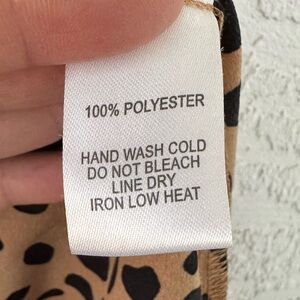 100% POLYESTER
HAND WASH COLD
DO NOT BLEACH
LINE DRY
IRON LOW HEAT